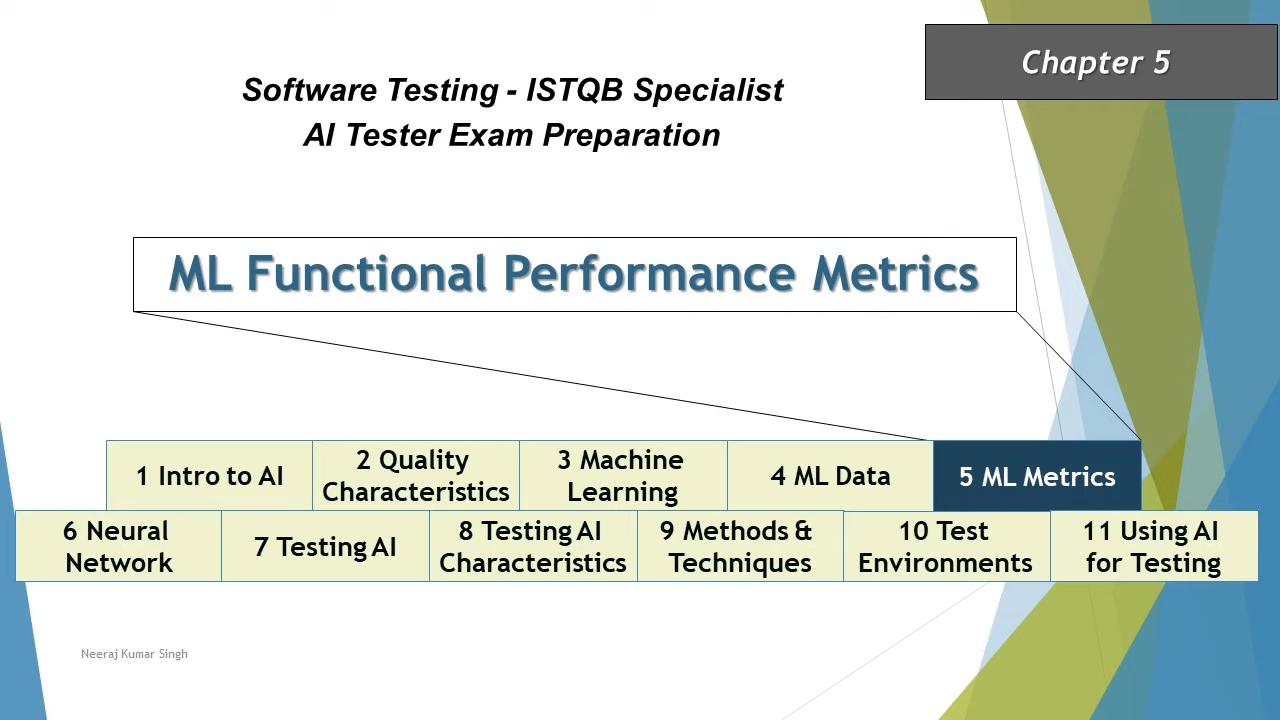 Chapter 5
Software Testing - ISTQB Specialist
AI Tester Exam Preparation
ML Functional Performance Metrics
1 Intro to AI
2 Quality
Characteristics
3 Machine
Learning
4 ML Data
5 ML Metrics
6 Neural
Network
7 Testing AI
8 Testing AI
Characteristics
9 Methods &
Techniques
10 Test
Environments
11 Using AI
for Testing
Neeraj Kumar Singh